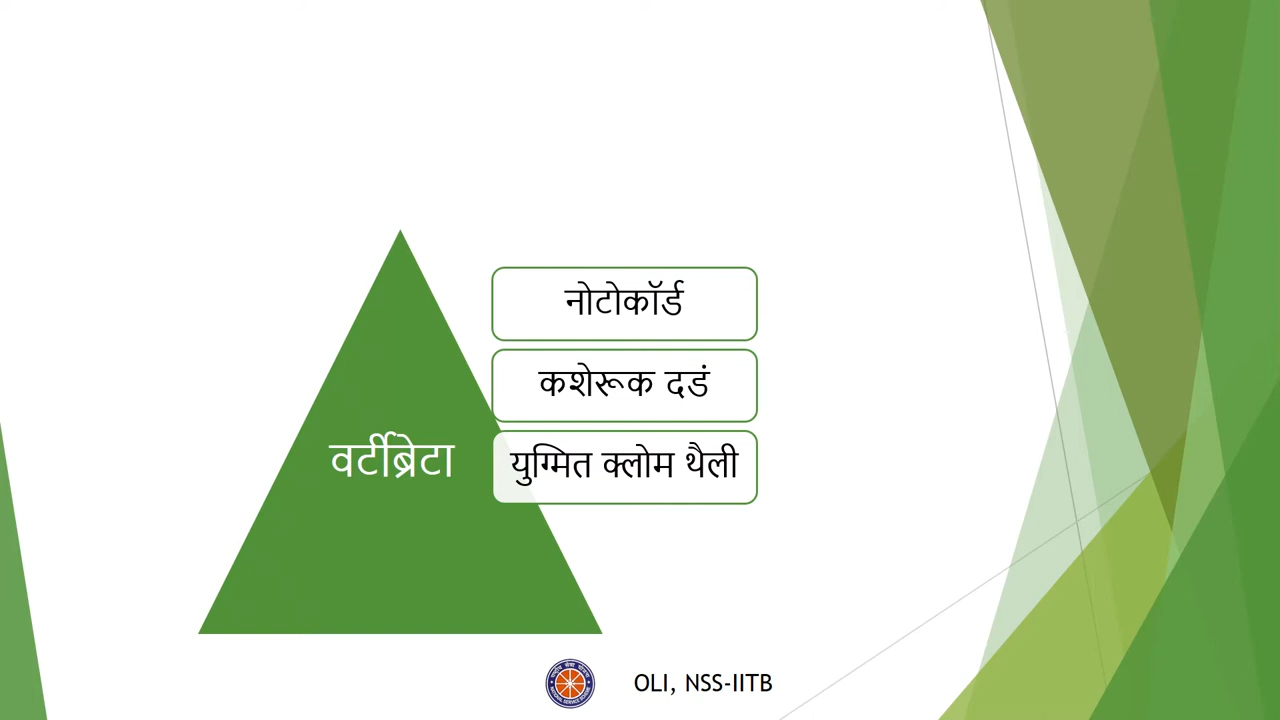 नोटोकॉर्ड
कशेरूक दडं
वर्टीब्रेटा
युग्मित क्लोम थैली
OLI, NSS-IITB